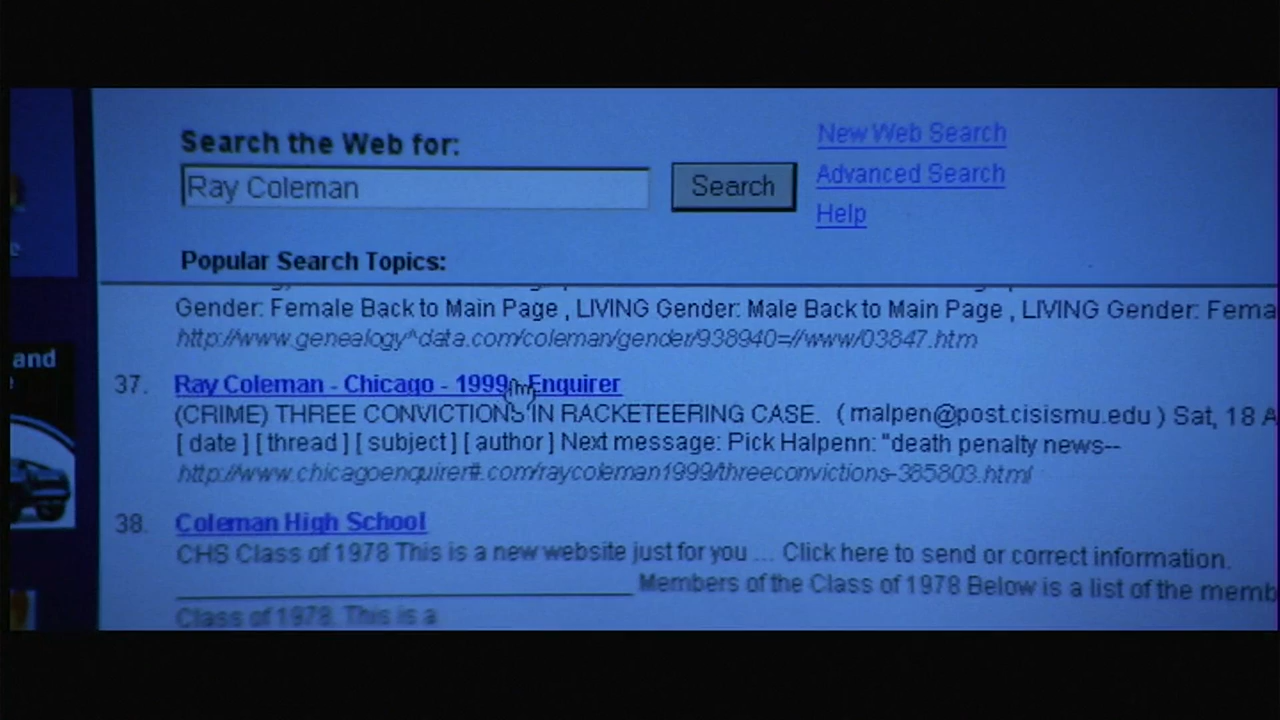 Search the Web for:
Ray Coleman
Search
New Web Search
Advanced Search
Help
Popular Search Topics:
Gender: Female Back to Main Page , LIVING Gender: Male Back to Main Page , LIVING Gender: Fema
http://www.genealogy^data.com/coleman/gender/938940=//www/03847.htm
37. Ray Coleman - Chicago - 1999 - Enquirer
(CRIME) THREE CONVICTIONS IN RACKETEERING CASE. (malpen@post.cisismu.edu) Sat, 18 A
[ date ] [ thread ] [ subject ] [ author ] Next message: Pick Halpenn: "death penalty news--
http://www.chicagoenquirer#.com/raycoleman1999/threeconvictions-385803.html
38. Coleman High School
CHS Class of 1978 This is a new website just for you ... Click here to send or correct information.
Members of the Class of 1978 Below is a list of the memb
Class of 1978. This is a
and
e
e